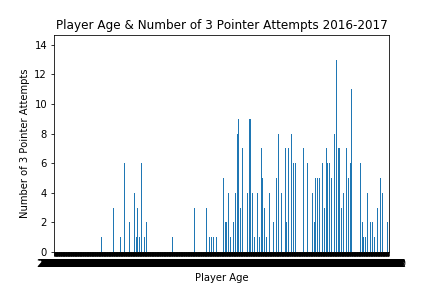 Player Age & Number of 3 Pointer Attempts 2016-2017
Number of 3 Pointer Attempts
14
12
10
8
6
4
2
0
Player Age